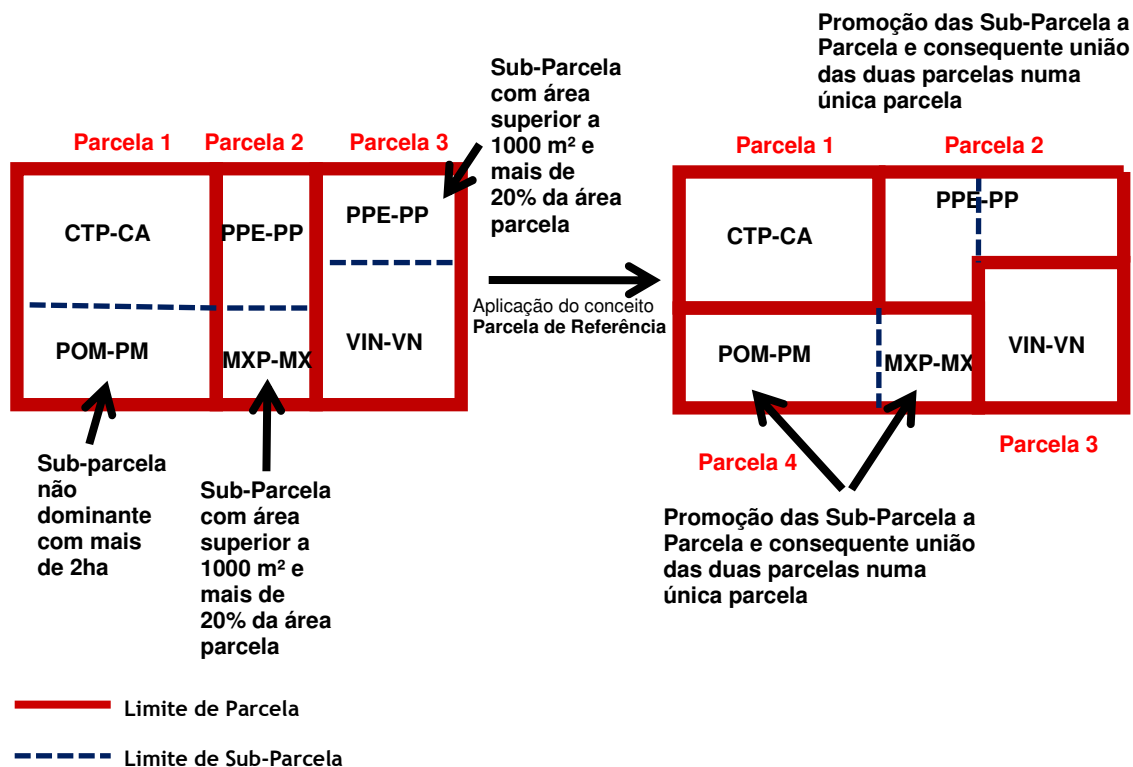 Promoção das Sub-Parcela a
Parcela e consequente união
das duas parcelas numa
única parcela
Sub-Parcela
com área
superior a
1000 m² e
mais de
20% da área
parcela
Parcela 1
Parcela 2
Parcela 3
CTP-CA
PPE-PP
PPE-PP
POM-PM
MXP-MX
VIN-VN
Aplicação do conceito
Parcela de Referência
Parcela 1
Parcela 2
CTP-CA
PPE-PP
POM-PM
MXP-MX
VIN-VN
Parcela 4
Parcela 3
Sub-parcela
não
dominante
com mais
de 2ha
Sub-Parcela
com área
superior a
1000 m² e
mais de
20% da área
parcela
Promoção das Sub-Parcela a
Parcela e consequente união
das duas parcelas numa
única parcela
Limite de Parcela
Limite de Sub-Parcela